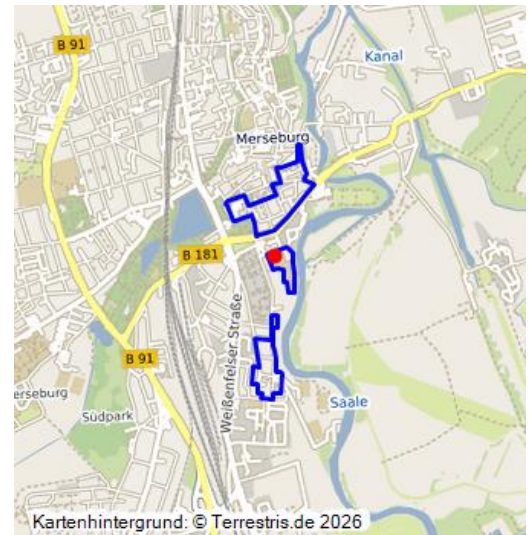 B 91
Kanal
Merseburg
B 181
Weißenfelser Straße
B 91
erseburg
Südpark
Saale
Kartenhintergrund: © Terrestris.de 2026